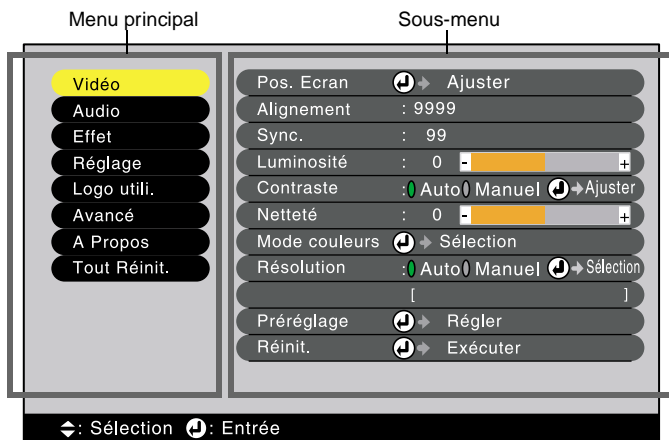 Menu principal
Sous-menu
Vidéo
Audio
Effet
Réglage
Logo utili.
Avancé
A Propos
Tout Réinit.
Pos. Ecran Ajuster
Alignement : 9999
Sync. : 99
Luminosité : 0 - +
Contraste : Auto Manuel Ajuster
Netteté : 0 - +
Mode couleurs Sélection
Résolution : Auto Manuel Sélection
[ ]
Préréglage Régler
Réinit. Exécuter
: Sélection : Entrée